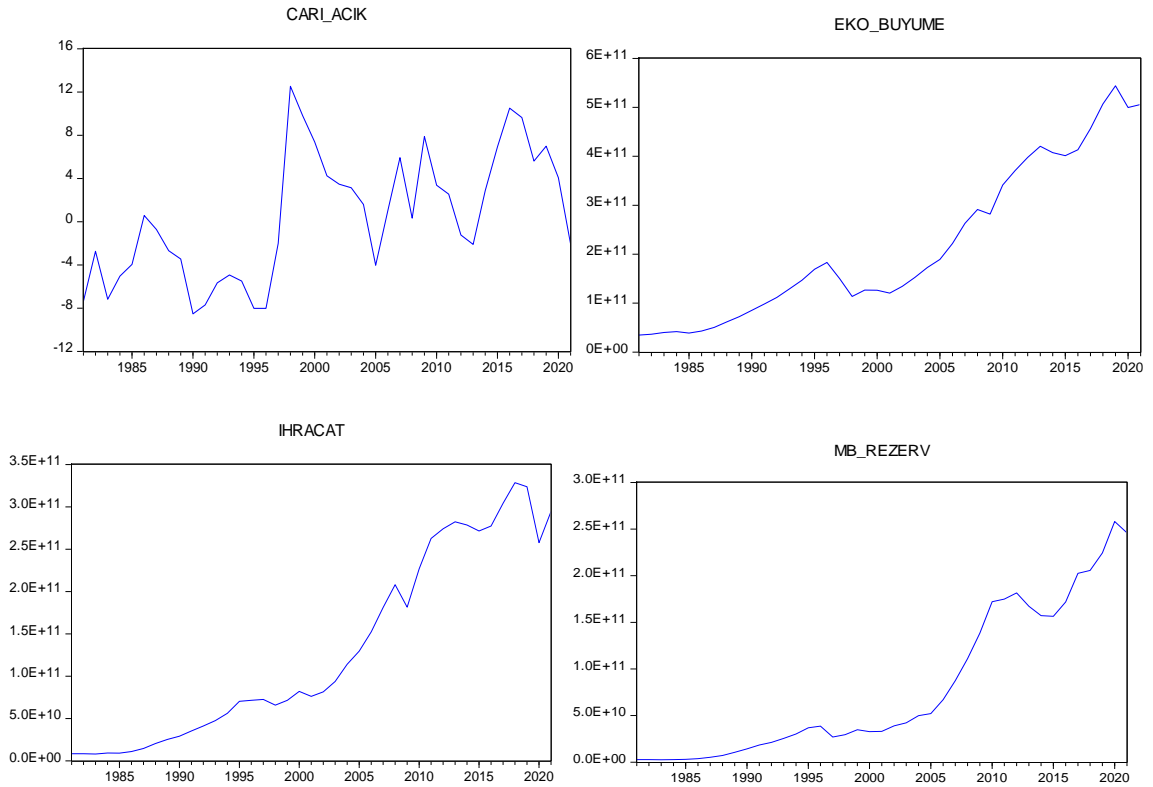 CARI_ACIK
16
12
8
4
0
-4
-8
-12
1985 1990 1995 2000 2005 2010 2015 2020
EKO_BUYUME
6E+11
5E+11
4E+11
3E+11
2E+11
1E+11
0E+00
1985 1990 1995 2000 2005 2010 2015 2020
IHRACAT
3.5E+11
3.0E+11
2.5E+11
2.0E+11
1.5E+11
1.0E+11
5.0E+10
0.0E+00
1985 1990 1995 2000 2005 2010 2015 2020
MB_REZERV
3.0E+11
2.5E+11
2.0E+11
1.5E+11
1.0E+11
5.0E+10
0.0E+00
1985 1990 1995 2000 2005 2010 2015 2020